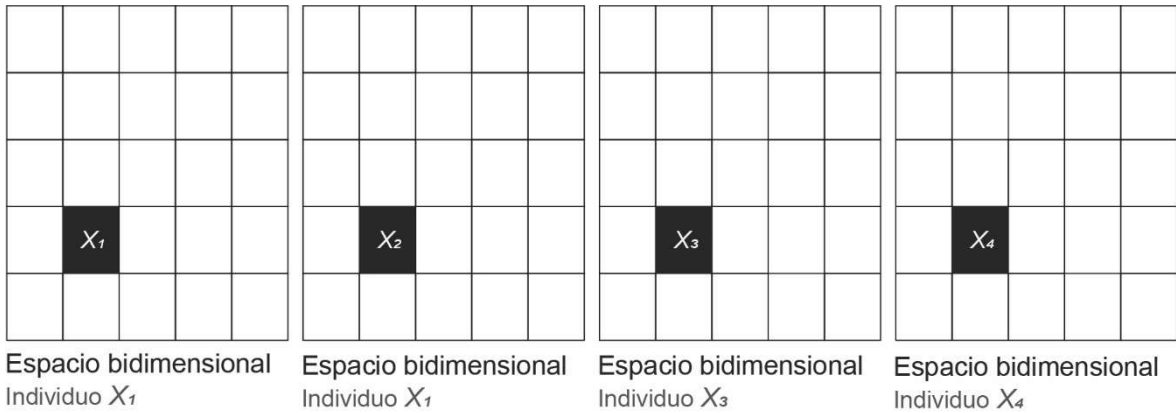 X₁
X₂
X₃
X₄
Espacio bidimensional
Individuo X₁
Espacio bidimensional
Individuo X₁
Espacio bidimensional
Individuo X₃
Espacio bidimensional
Individuo X₄